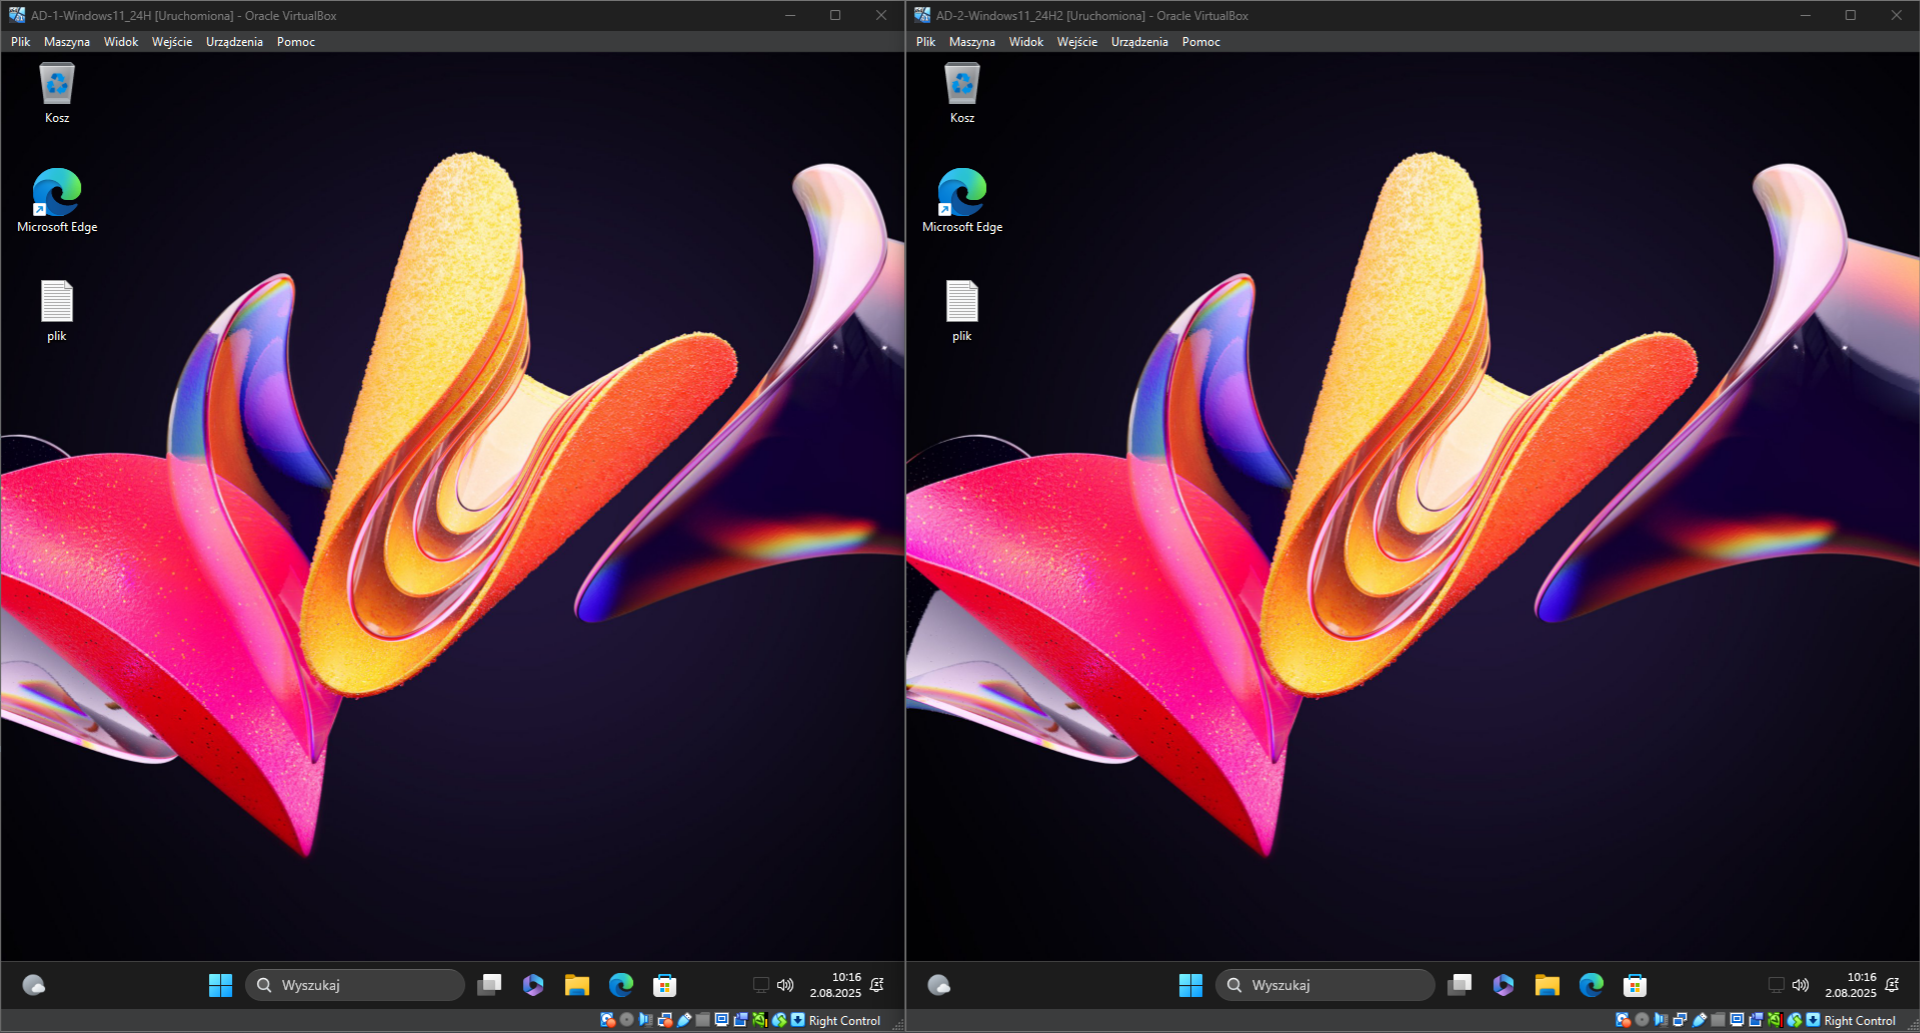 AD-1-Windows11_24H [Uruchomiona] - Oracle VirtualBox
Plik Maszyna Widok Wejście Urządzenia Pomoc
Kosz
Microsoft Edge
plik
Wyszukaj
10:16
2.08.2025
Right Control
AD-2-Windows11_24H2 [Uruchomiona] - Oracle VirtualBox
Plik Maszyna Widok Wejście Urządzenia Pomoc
Kosz
Microsoft Edge
plik
Wyszukaj
10:16
2.08.2025
Right Control